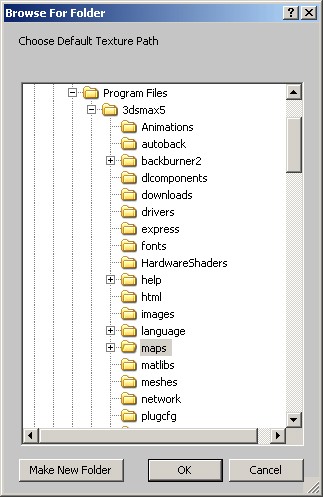 Browse For Folder
Choose Default Texture Path
Program Files
3dsmax5
Animations
autoback
backburner2
dlcomponents
downloads
drivers
express
fonts
HardwareShaders
help
html
images
language
maps
matlibs
meshes
network
plugcfg
Make New Folder
OK
Cancel